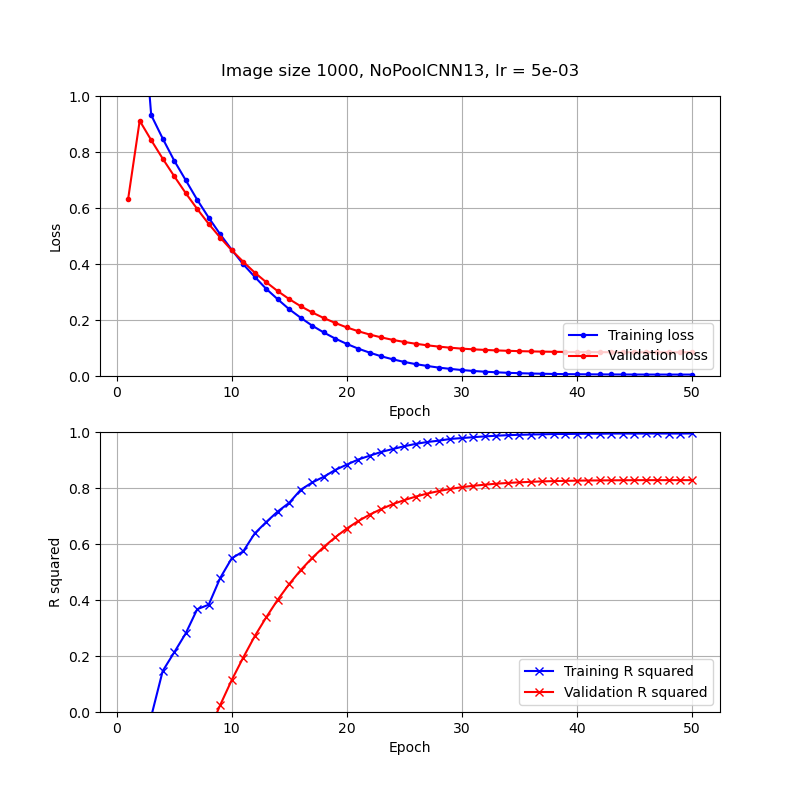 Image size 1000, NoPoolCNN13, lr = 5e-03
1.0
0.8
0.6
0.4
0.2
0.0
Loss
Training loss
Validation loss
0 10 20 30 40 50
Epoch
1.0
0.8
0.6
0.4
0.2
0.0
R squared
Training R squared
Validation R squared
0 10 20 30 40 50
Epoch